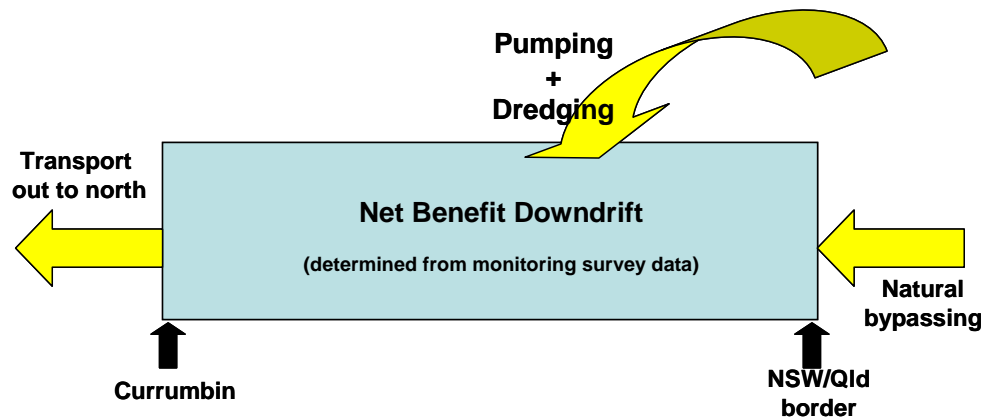 Pumping
+
Dredging
Transport
out to north
Net Benefit Downdrift
(determined from monitoring survey data)
Natural
bypassing
Currumbin
NSW/Qld
border